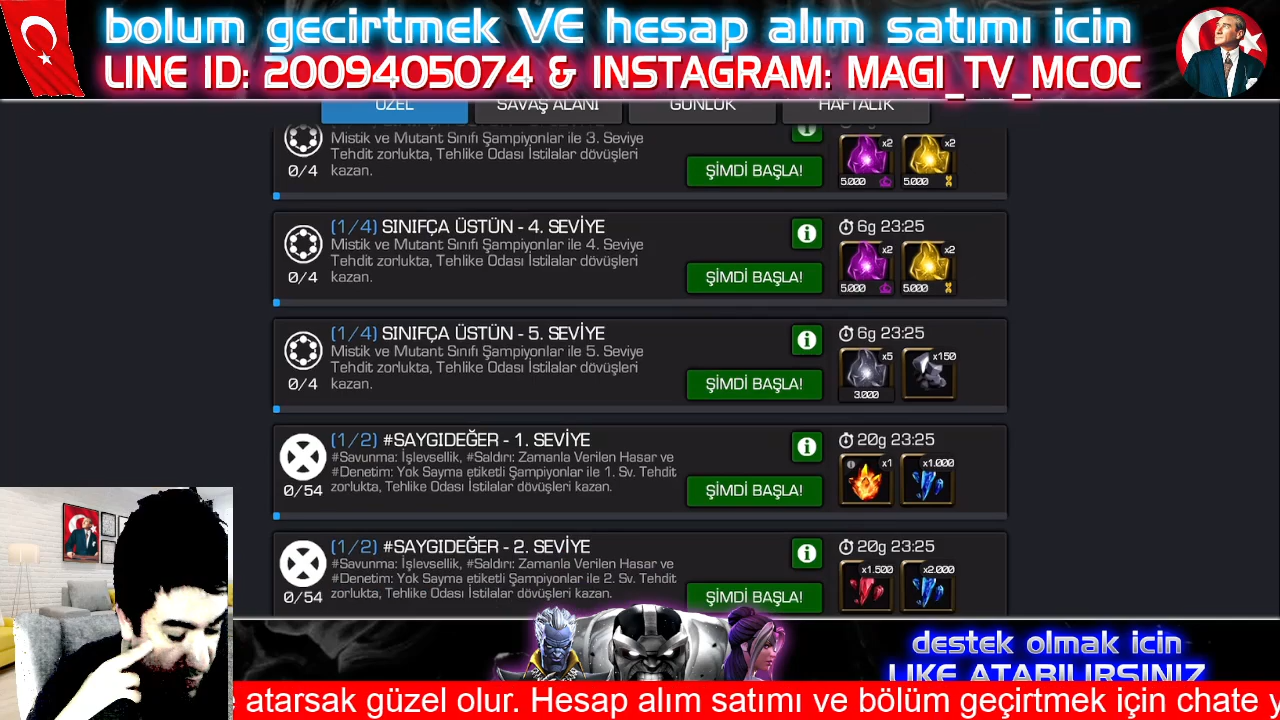 bolum gecirtmek VE hesap alım satımı icin
LINE ID: 2009405074 & INSTAGRAM: MAGI_TV_MCOC
ÖZEL
SAVAŞ ALANI
GÜNLÜK
HAFTALIK
Mistik ve Mutant Sınıfı Şampiyonlar ile 3. Seviye
Tehdit zorlukta, Tehlike Odası İstilalar dövüşleri
kazan.
0/4
ŞİMDİ BAŞLA!
x2
5.000
x2
5.000
(1/4) SINIFÇA ÜSTÜN - 4. SEVİYE
Mistik ve Mutant Sınıfı Şampiyonlar ile 4. Seviye
Tehdit zorlukta, Tehlike Odası İstilalar dövüşleri
kazan.
0/4
ŞİMDİ BAŞLA!
6g 23:25
x2
5.000
x2
5.000
(1/4) SINIFÇA ÜSTÜN - 5. SEVİYE
Mistik ve Mutant Sınıfı Şampiyonlar ile 5. Seviye
Tehdit zorlukta, Tehlike Odası İstilalar dövüşleri
kazan.
0/4
ŞİMDİ BAŞLA!
6g 23:25
x5
3.000
x150
(1/2) #SAYGIDEĞER - 1. SEVİYE
#Savunma: İşlevsellik, #Saldırı: Zamanla Verilen Hasar ve
#Denetim: Yok Sayma etiketli Şampiyonlar ile 1. Sv. Tehdit
zorlukta, Tehlike Odası İstilalar dövüşleri kazan.
0/54
ŞİMDİ BAŞLA!
20g 23:25
x1
x1.000
(1/2) #SAYGIDEĞER - 2. SEVİYE
#Savunma: İşlevsellik, #Saldırı: Zamanla Verilen Hasar ve
#Denetim: Yok Sayma etiketli Şampiyonlar ile 2. Sv. Tehdit
zorlukta, Tehlike Odası İstilalar dövüşleri kazan.
0/54
ŞİMDİ BAŞLA!
20g 23:25
x1.500
x2.000
destek olmak icin
LIKE ATABILIRSINIZ
atarsak güzel olur. Hesap alım satımı ve bölüm geçirtmek için chate y